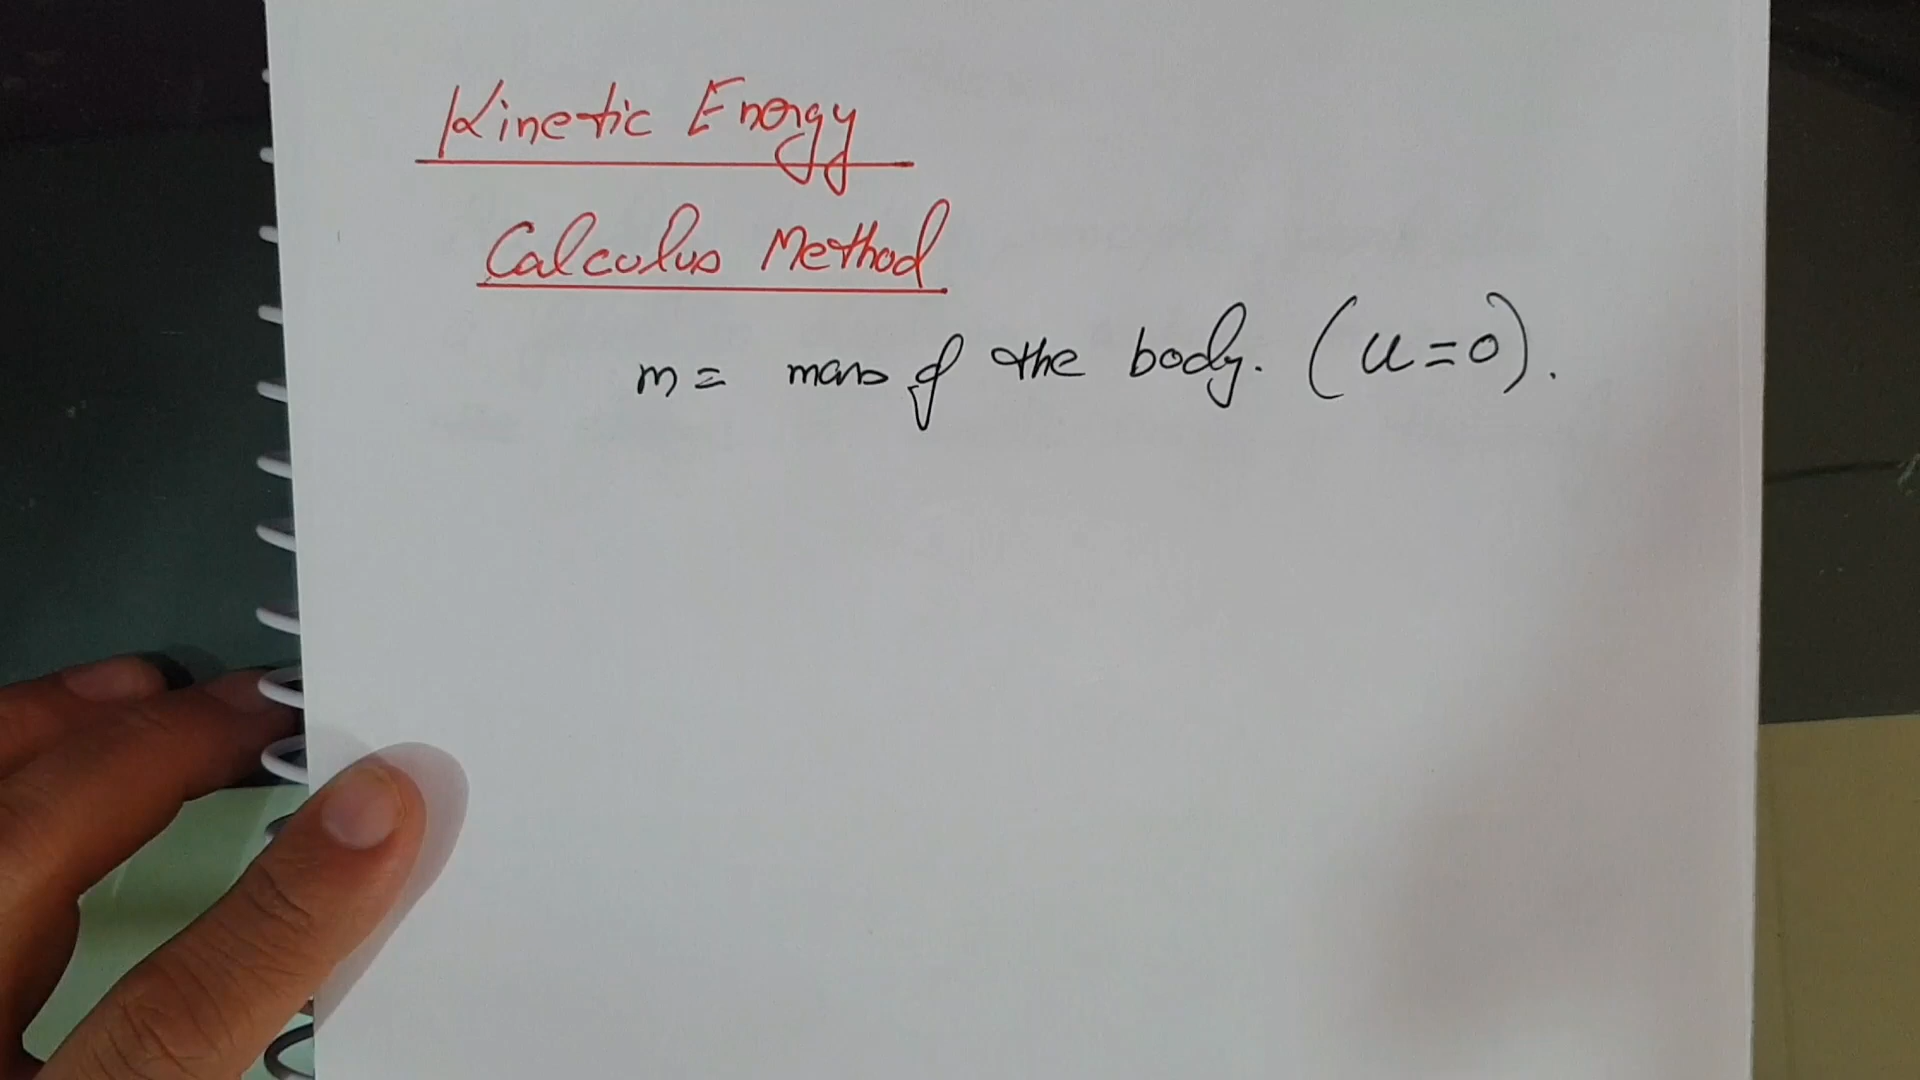 Kinetic Energy
Calculus Method
m = mass of the body. (u=0).